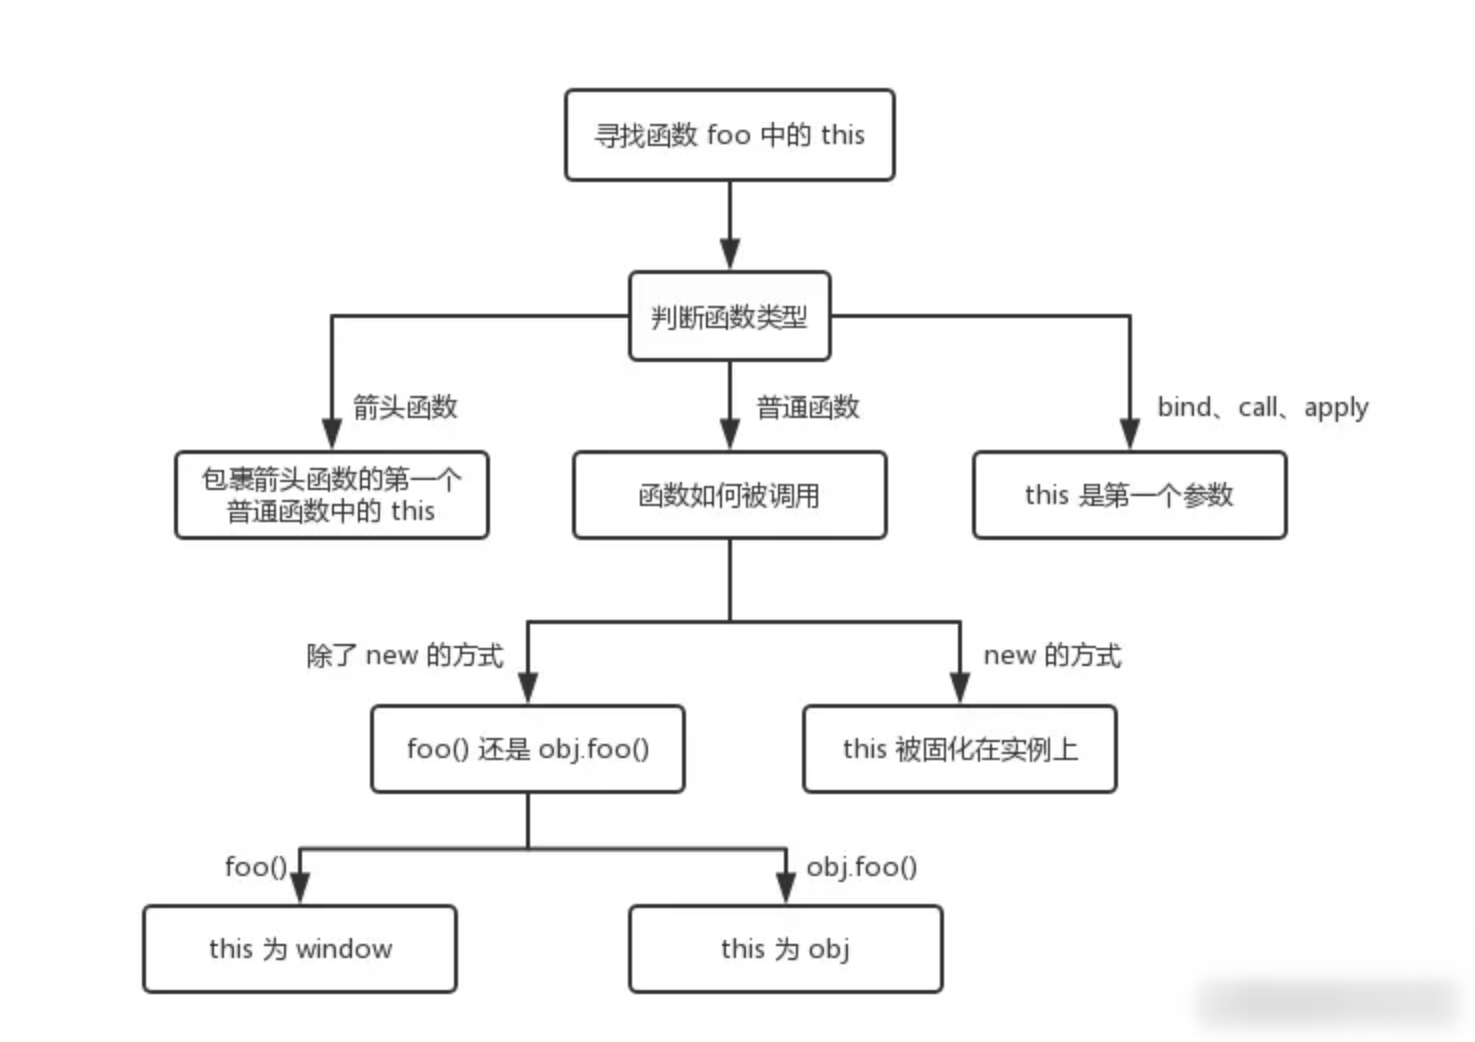 寻找函数 foo 中的 this
判断函数类型
箭头函数
普通函数
bind、call、apply
包裹箭头函数的第一个
普通函数中的 this
函数如何被调用
this 是第一个参数
除了 new 的方式
new 的方式
foo() 还是 obj.foo()
this 被固化在实例上
foo()
obj.foo()
this 为 window
this 为 obj